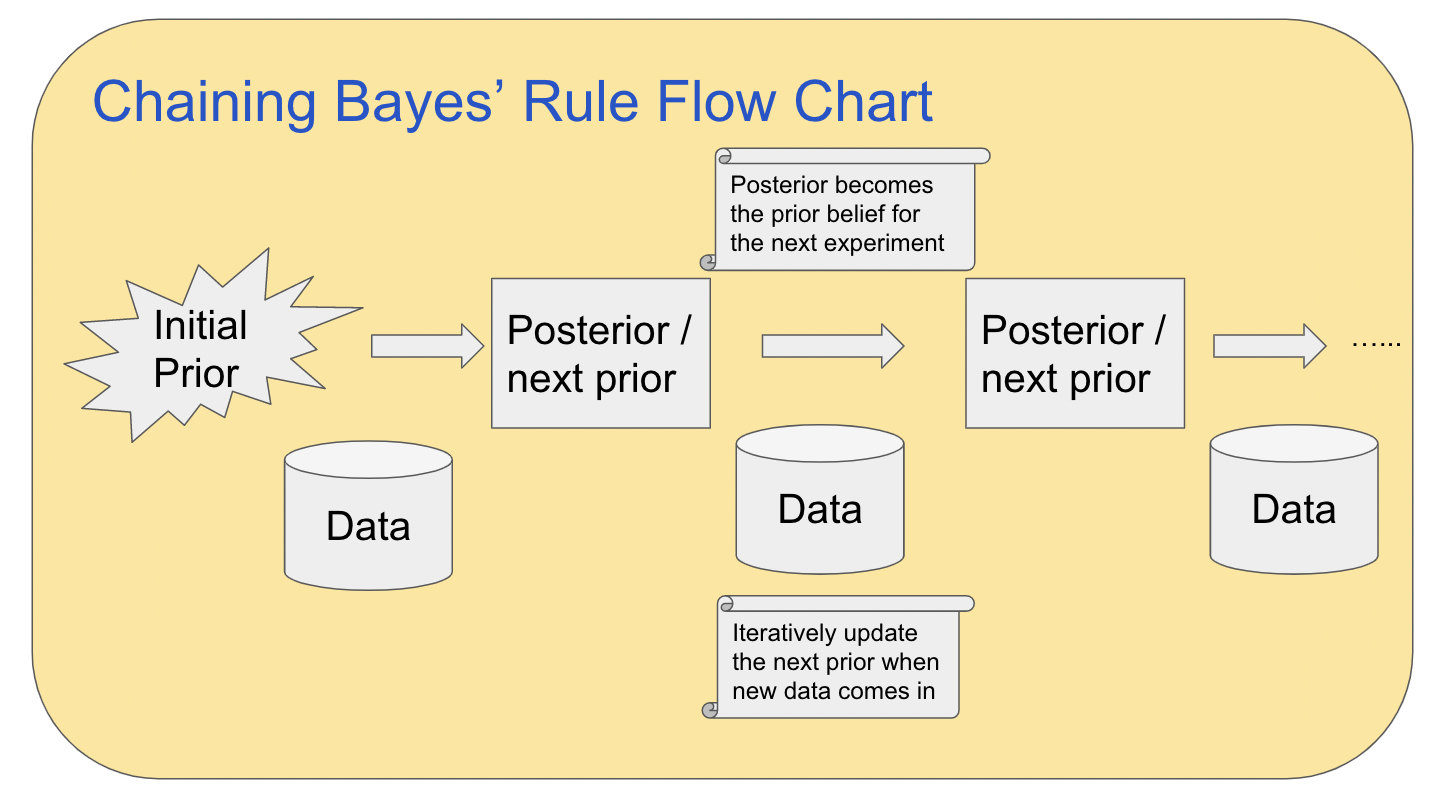 Chaining Bayes’ Rule Flow Chart
Posterior becomes
the prior belief for
the next experiment
Initial
Prior
Posterior /
next prior
Posterior /
next prior
…...
Data
Data
Data
Iteratively update
the next prior when
new data comes in